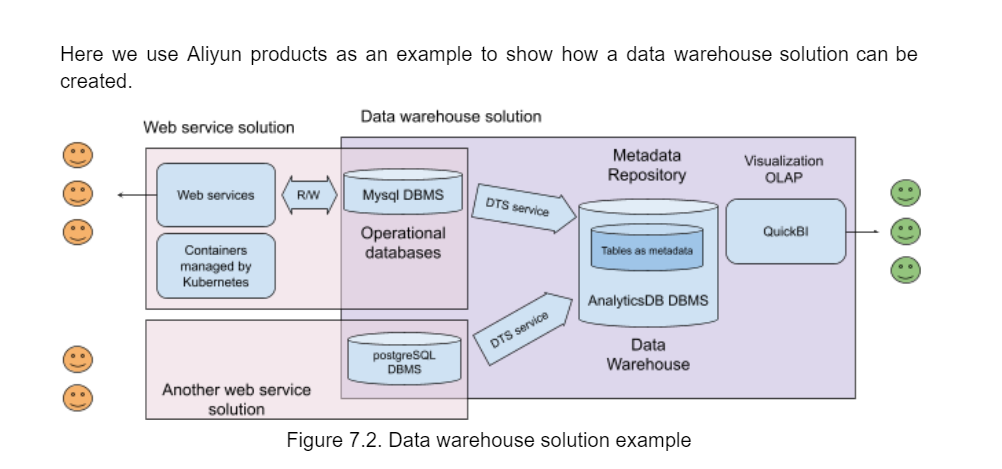 Here we use Aliyun products as an example to show how a data warehouse solution can be
created.
Data warehouse solution
Web service solution
Web services
R/W
Mysql DBMS
Operational
databases
Containers
managed by
Kubernetes
DTS service
Metadata
Repository
Tables as metadata
AnalyticsDB DBMS
Data
Warehouse
Visualization
OLAP
QuickBI
DTS service
postgreSQL
DBMS
Another web service
solution
Figure 7.2. Data warehouse solution example